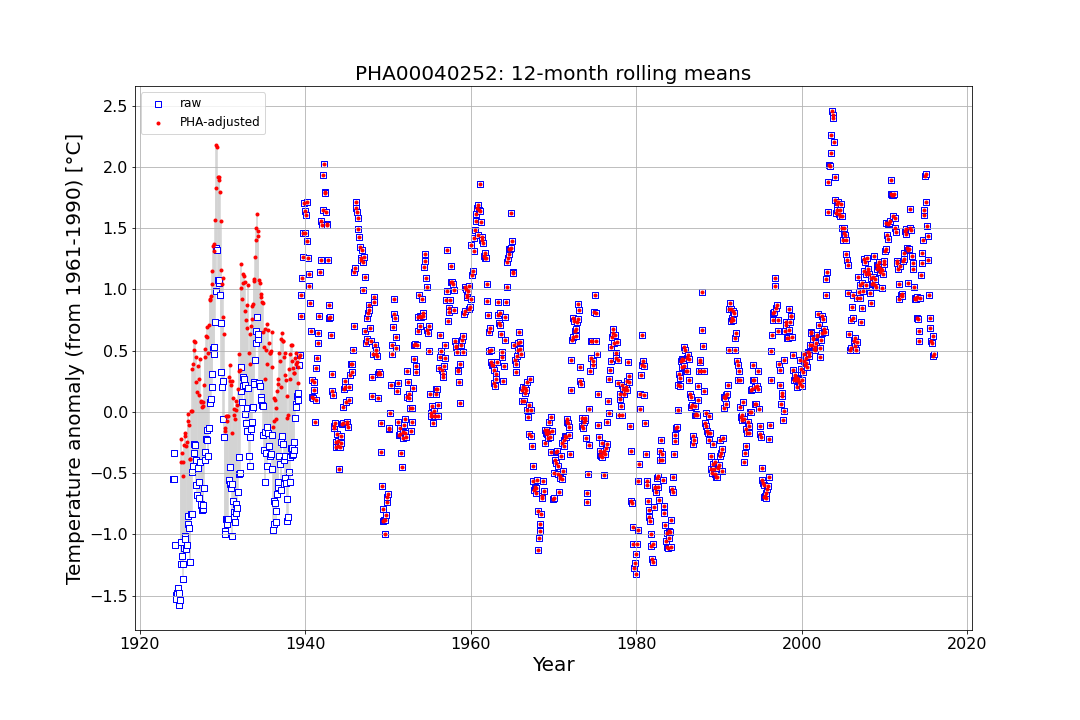 PHA00040252: 12-month rolling means
raw
PHA-adjusted
Temperature anomaly (from 1961-1990) [°C]
2.5
2.0
1.5
1.0
0.5
0.0
−0.5
−1.0
−1.5
1920 1940 1960 1980 2000 2020
Year